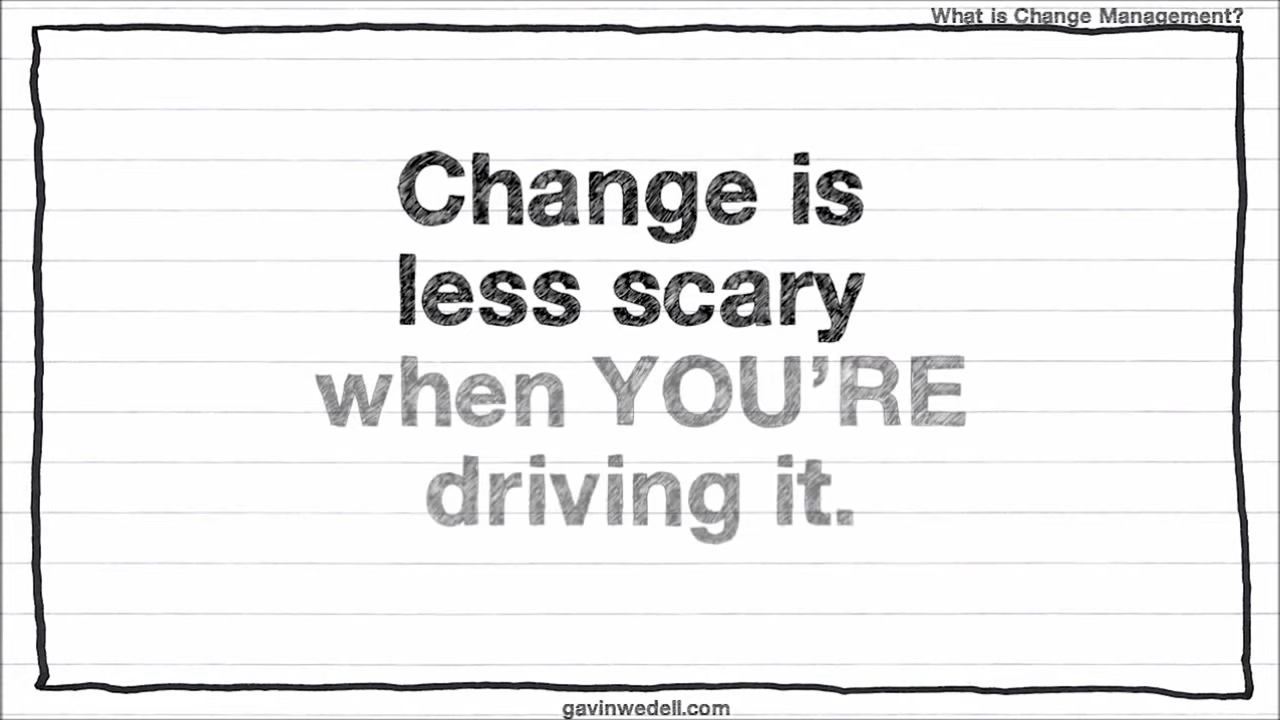 What is Change Management?
Change is
less scary
when YOU’RE
driving it.
gavinwedell.com